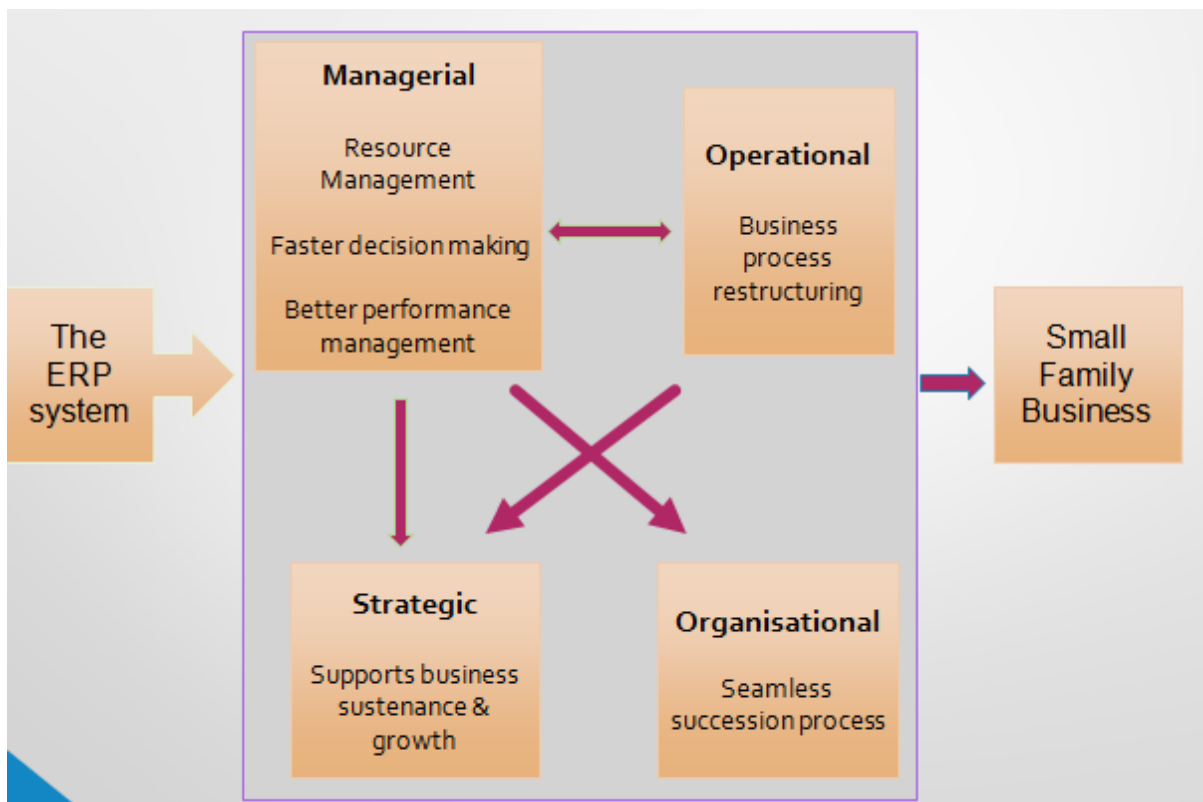 The
ERP
system
Managerial
Resource
Management
Faster decision making
Better performance
management
Operational
Business
process
restructuring
Strategic
Supports business
sustenance &
growth
Organisational
Seamless
succession process
Small
Family
Business